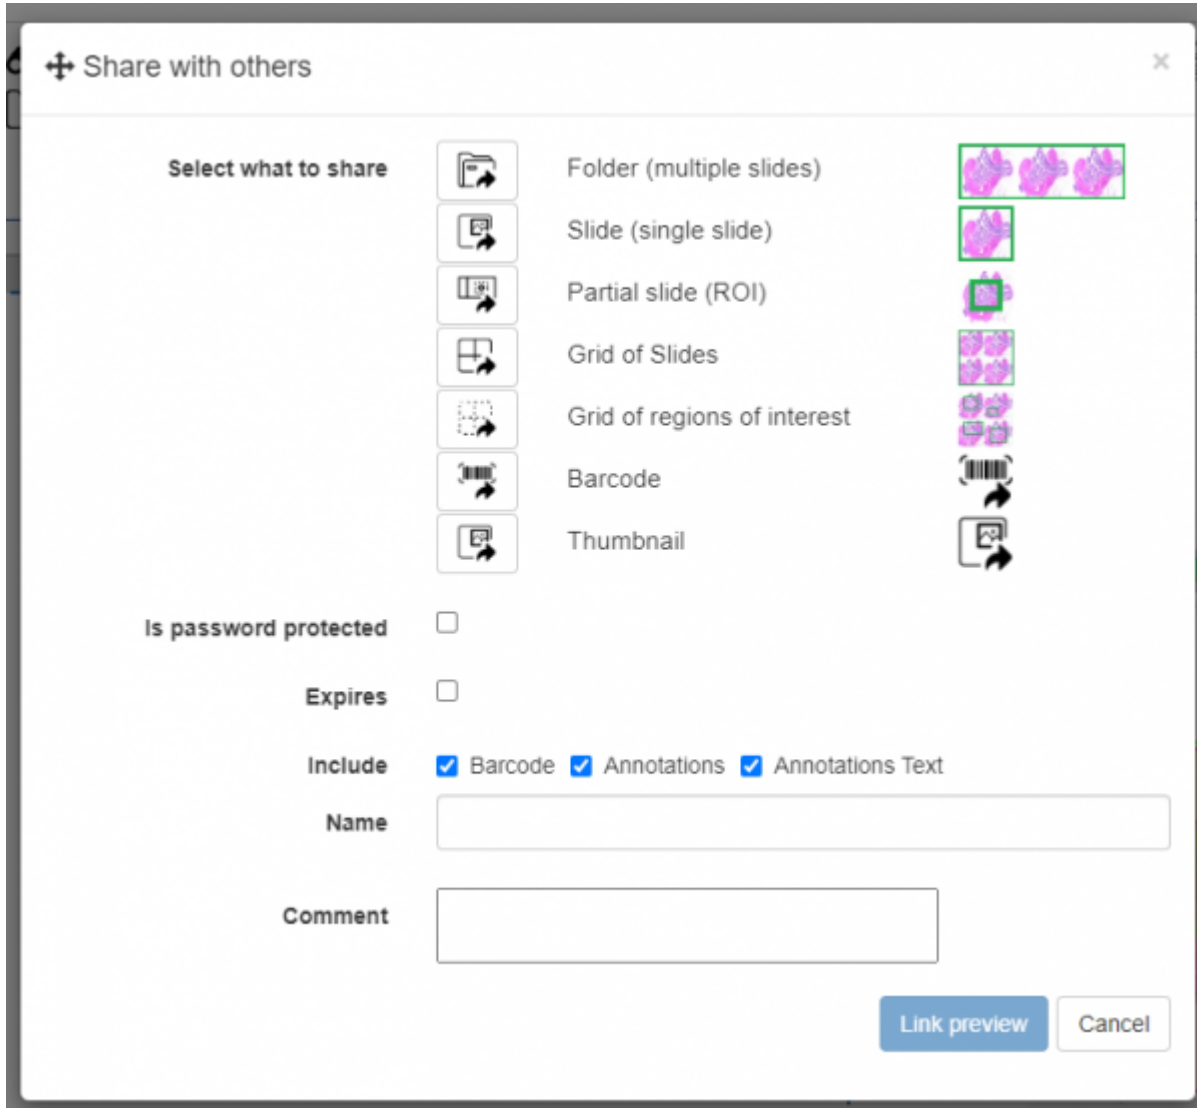 Share with others ×
Select what to share
Folder (multiple slides)
Slide (single slide)
Partial slide (ROI)
Grid of Slides
Grid of regions of interest
Barcode
Thumbnail
Is password protected
Expires
Include Barcode Annotations Annotations Text
Name
Comment
Link preview Cancel